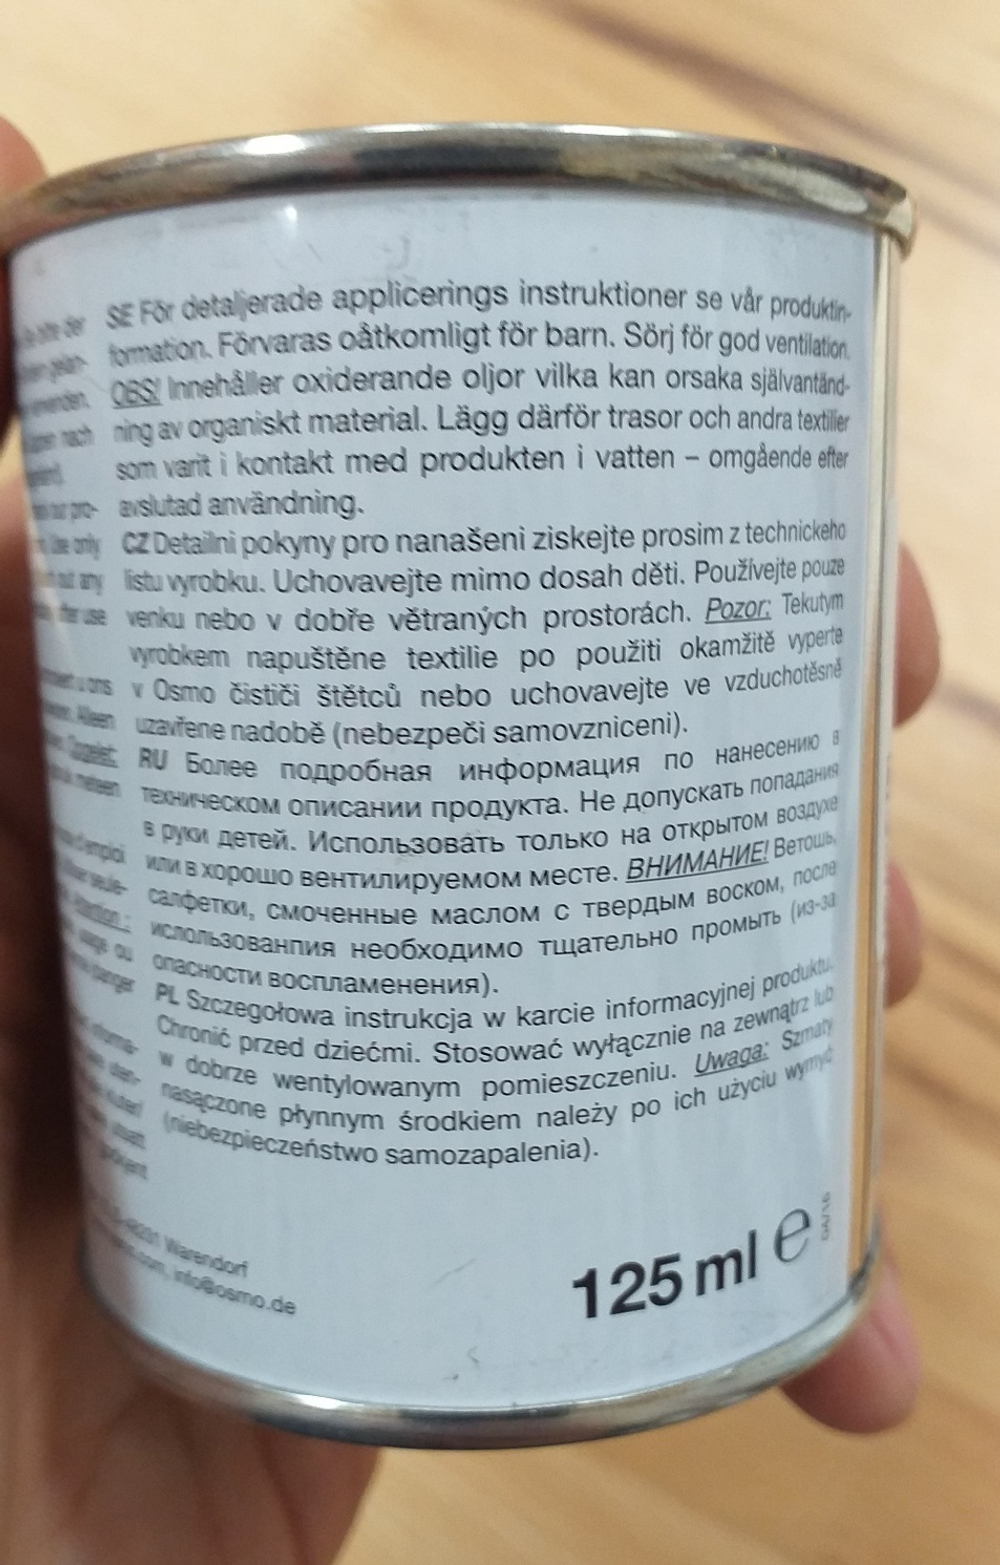 SE För detaljerade applicerings instruktioner se vår produktin-
formation. Förvaras oåtkomligt för barn. Sörj för god ventilation.
OBS! Innehåller oxiderande oljor vilka kan orsaka självantänd-
ning av organiskt material. Lägg därför trasor och andra textilier
som varit i kontakt med produkten i vatten – omgående efter
avslutad användning.
CZ Detailni pokyny pro nanašeni ziskejte prosim z technickeho
listu vyrobku. Uchovavejte mimo dosah děti. Použivejte pouze
venku nebo v dobře větraných prostorách. Pozor: Tekutym
vyrobkem napuštěne textilie po použiti okamžitě vyperte
v Osmo čističi štětců nebo uchovavejte ve vzduchotěsně
uzavřene nadobě (nebezpeči samovzniceni).
RU Более подробная информация по нанесению в
техническом описании продукта. Не допускать попадания
в руки детей. Использовать только на открытом воздухе
или в хорошо вентилируемом месте. ВНИМАНИЕ! Ветошь,
салфетки, смоченные маслом с твердым воском, после
использованпия необходимо тщательно промыть (из-за
опасности воспламенения).
PL Szczegołowa instrukcja w karcie informacyjnej produktu.
Chronić przed dziećmi. Stosować wyłącznie na zewnątrz lub
w dobrze wentylowanym pomieszczeniu. Uwaga: Szmaty
nasączone płynnym środkiem należy po ich użyciu wymyć
(niebezpieczeństwo samozapalenia).
48231 Warendorf
info@osmo.de
125 ml e